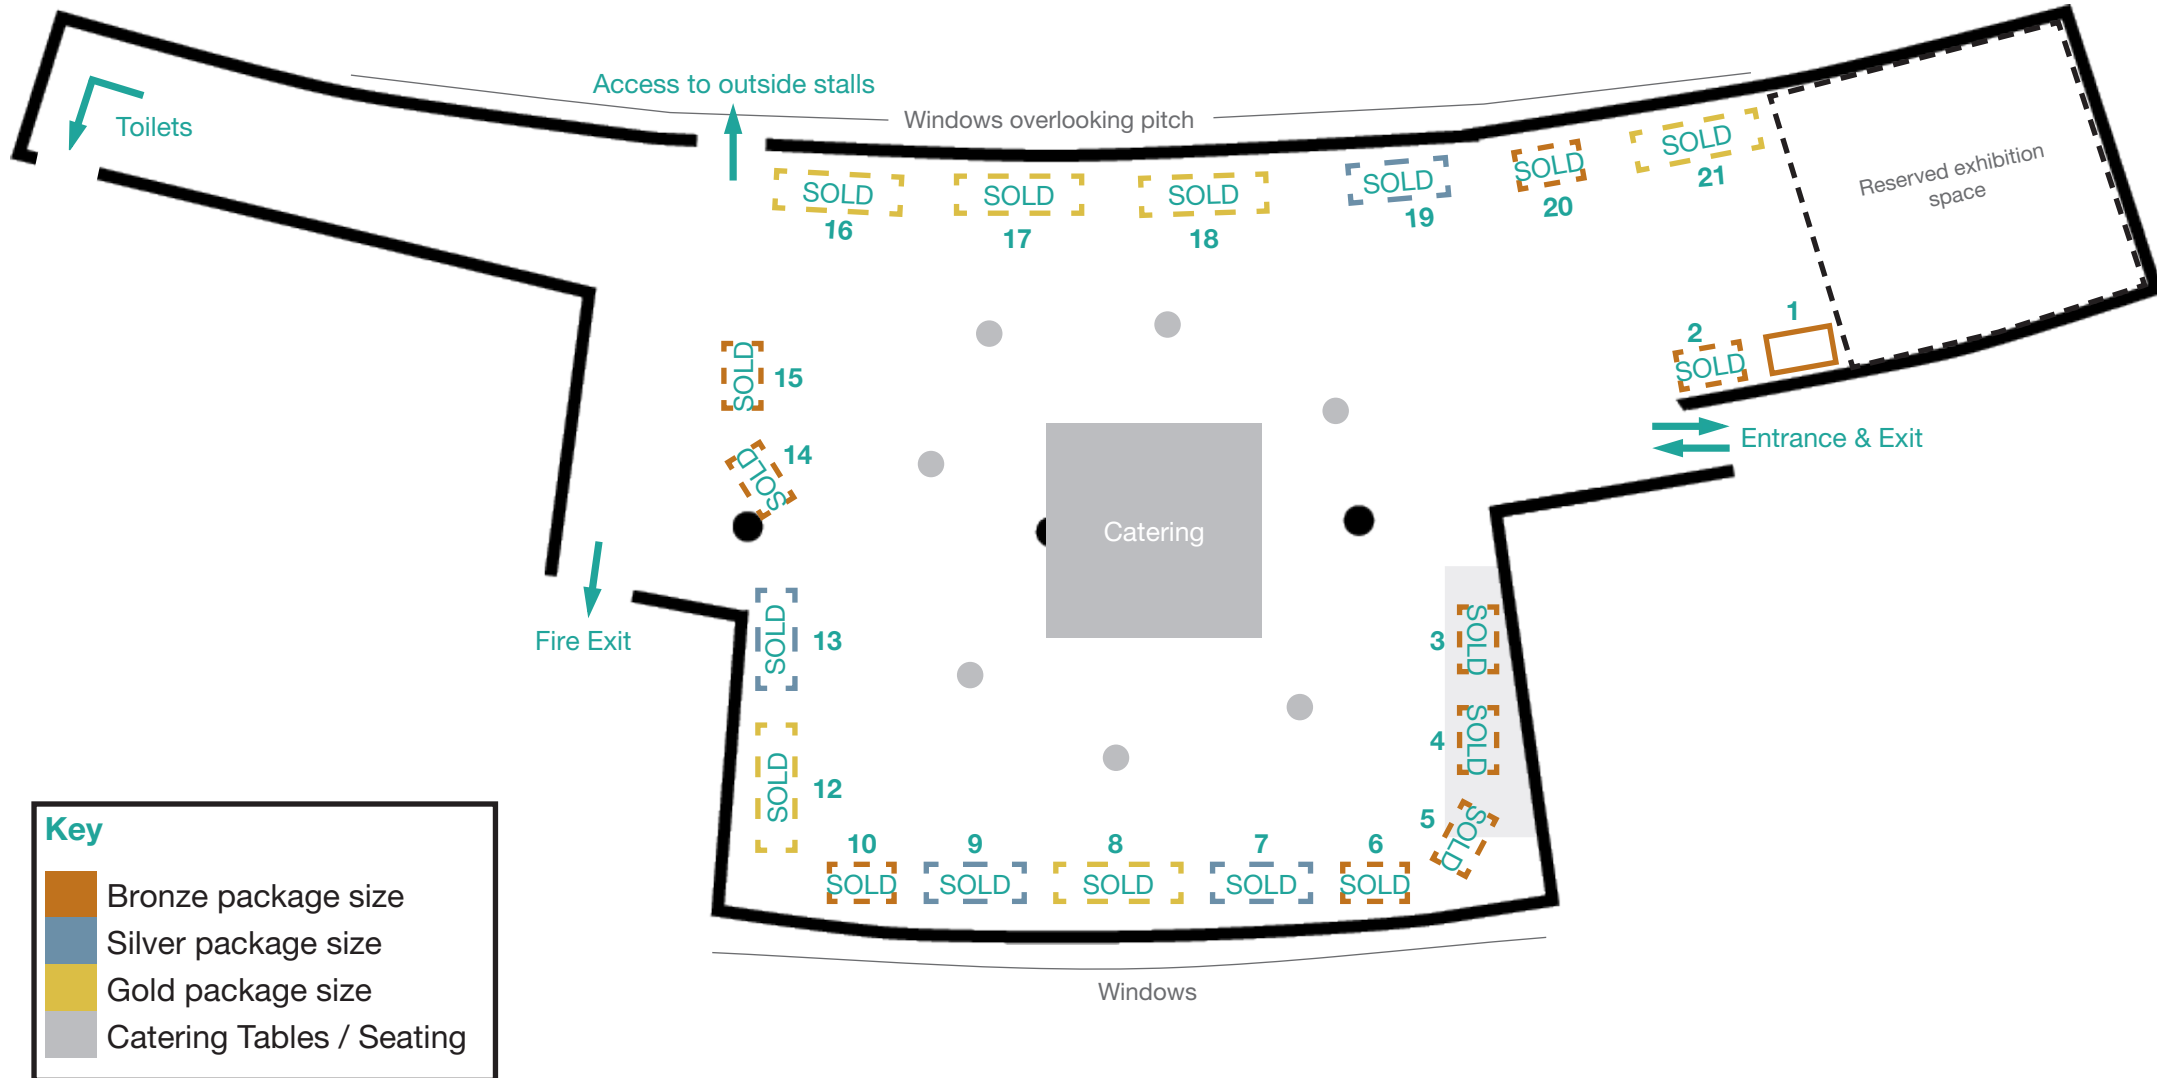 Access to outside stalls
Windows overlooking pitch
Toilets
SOLD
16
SOLD
17
SOLD
18
SOLD
19
SOLD
20
SOLD
21
Reserved exhibition
space
1
2
SOLD
Entrance & Exit
SOLD
15
14
SOLD
Catering
Fire Exit
SOLD
13
SOLD
12
3
SOLD
4
SOLD
5
SOLD
10
SOLD
9
SOLD
8
SOLD
7
SOLD
6
SOLD
Windows
Key
Bronze package size
Silver package size
Gold package size
Catering Tables / Seating